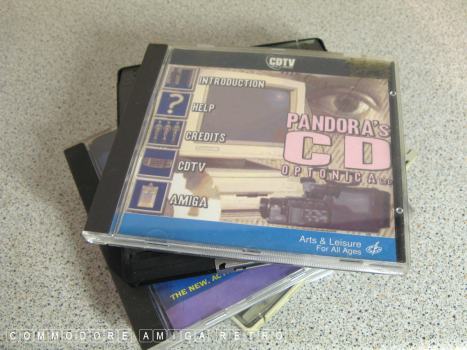 CDTV
INTRODUCTION
HELP
CREDITS
CDTV
AMIGA
PANDORA's
CD
OPTONICA
Arts & Leisure
For All Ages
THE NEW,
COMMODORE AMIGA RETRO